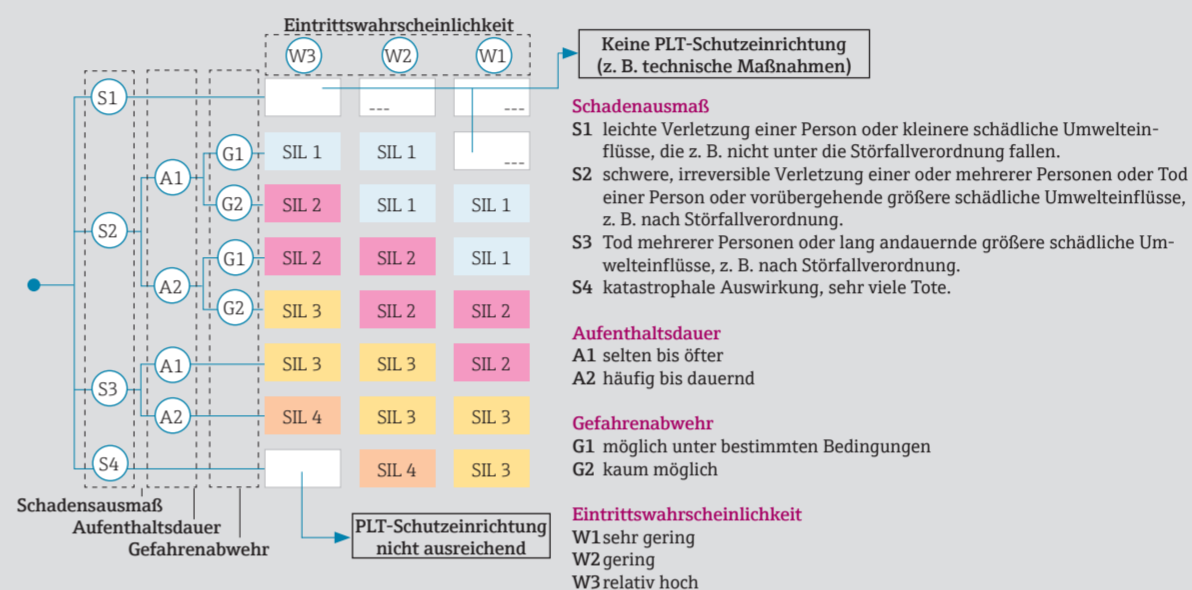 Eintrittswahrscheinlichkeit
W3 W2 W1
Keine PLT-Schutzeinrichtung
(z. B. technische Maßnahmen)
S1 --- ---
G1 SIL 1 SIL 1 ---
A1
G2 SIL 2 SIL 1 SIL 1
S2
G1 SIL 2 SIL 2 SIL 1
A2
G2 SIL 3 SIL 2 SIL 2
A1 SIL 3 SIL 3 SIL 2
S3
A2 SIL 4 SIL 3 SIL 3
S4 SIL 4 SIL 3
Schadensausmaß
Aufenthaltsdauer
Gefahrenabwehr
PLT-Schutzeinrichtung
nicht ausreichend
Schadenausmaß
S1 leichte Verletzung einer Person oder kleinere schädliche Umweltein-
flüsse, die z. B. nicht unter die Störfallverordnung fallen.
S2 schwere, irreversible Verletzung einer oder mehrerer Personen oder Tod
einer Person oder vorübergehende größere schädliche Umwelteinflüsse,
z. B. nach Störfallverordnung.
S3 Tod mehrerer Personen oder lang andauernde größere schädliche Um-
welteinflüsse, z. B. nach Störfallverordnung.
S4 katastrophale Auswirkung, sehr viele Tote.
Aufenthaltsdauer
A1 selten bis öfter
A2 häufig bis dauernd
Gefahrenabwehr
G1 möglich unter bestimmten Bedingungen
G2 kaum möglich
Eintrittswahrscheinlichkeit
W1 sehr gering
W2 gering
W3 relativ hoch